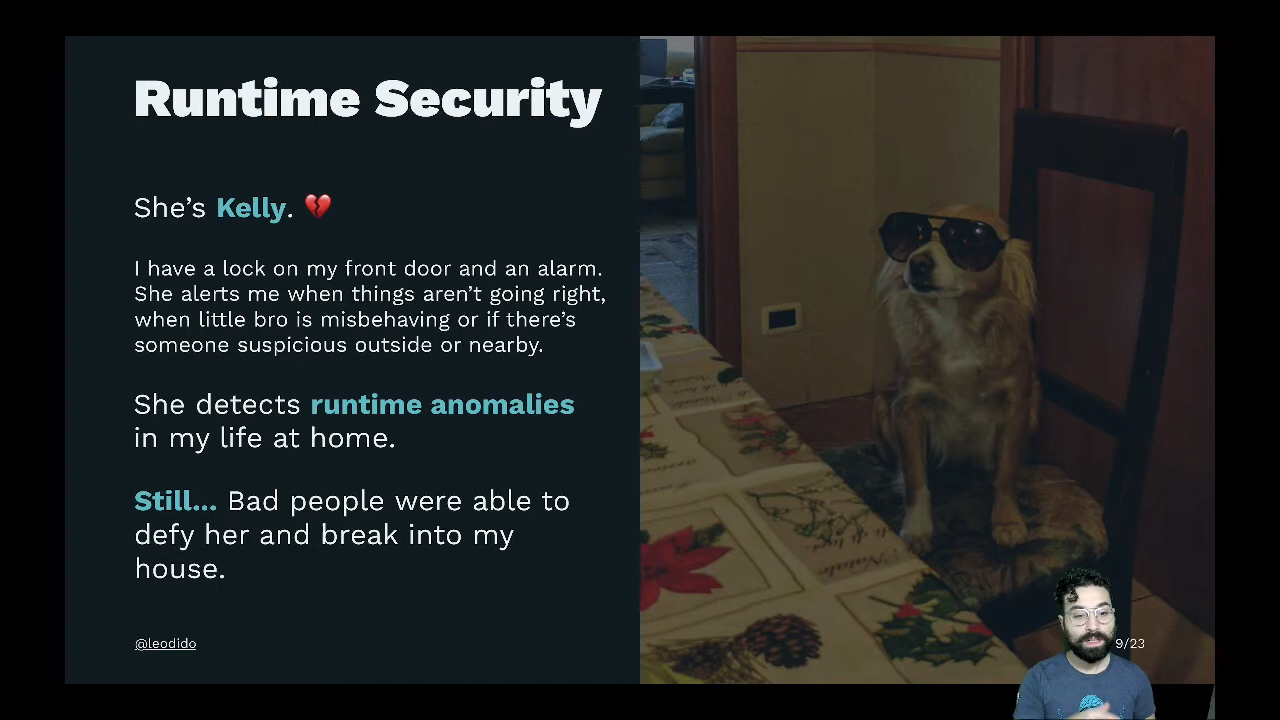 Runtime Security
She's Kelly. 💔
I have a lock on my front door and an alarm.
She alerts me when things aren't going right,
when little bro is misbehaving or if there's
someone suspicious outside or nearby.
She detects runtime anomalies
in my life at home.
Still... Bad people were able to
defy her and break into my
house.
@leodido
9/23